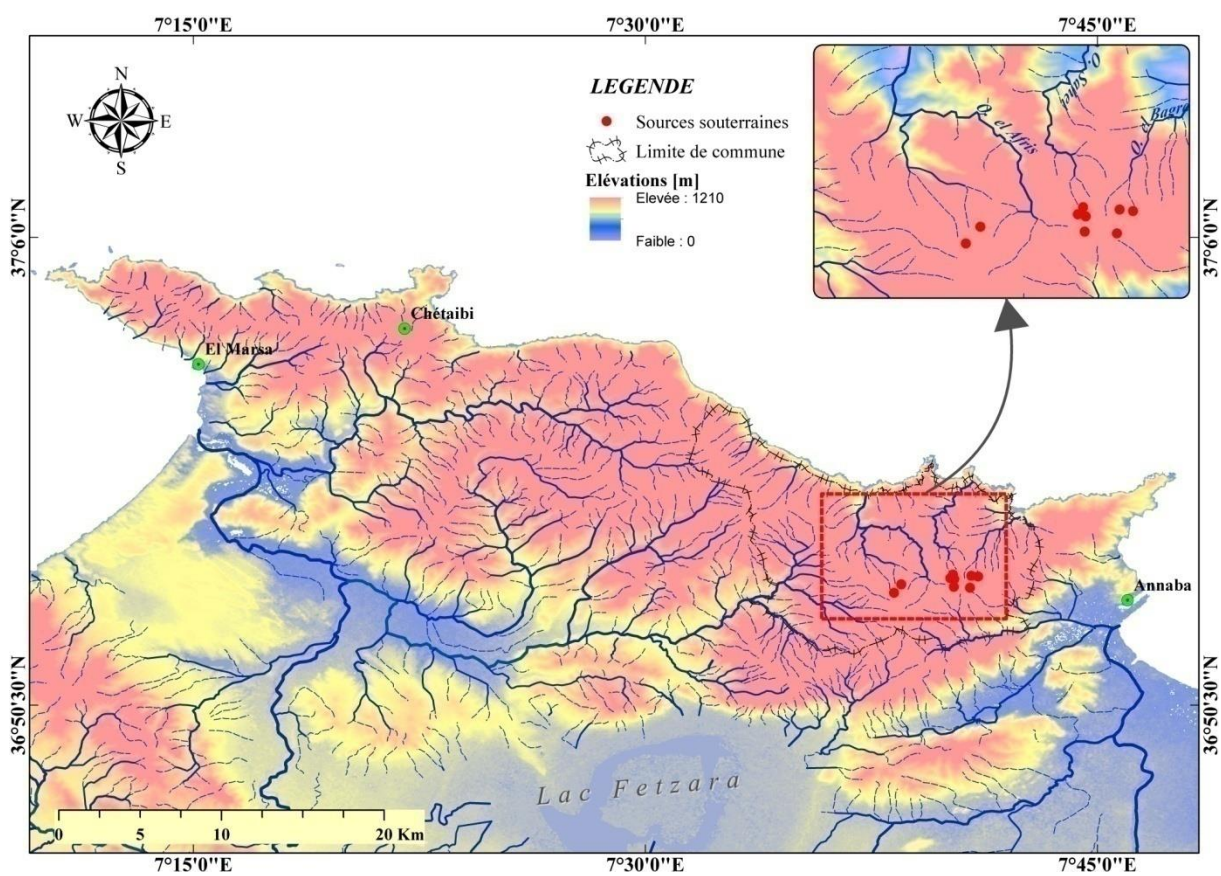 7°15'0"E
7°30'0"E
7°45'0"E
N
W
E
S
LEGENDE
Sources souterraines
Limite de commune
Elévations [m]
Elevée : 1210
Faible : 0
O. Saher
O. el Afris
O. el Bagra
37°6'0"N
37°6'0"N
Chétaibi
El Marsa
Annaba
36°50'30"N
36°50'30"N
Lac Fetzara
0 5 10 20 Km
7°15'0"E
7°30'0"E
7°45'0"E